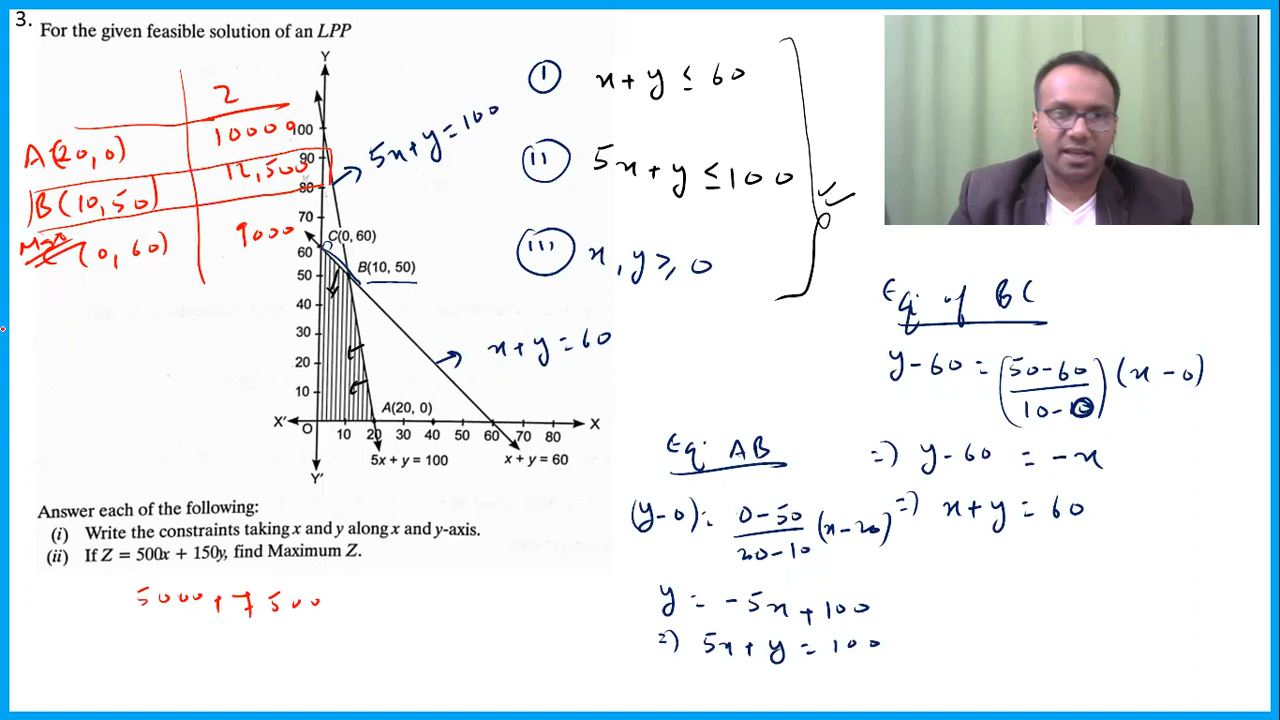 3.
For the given feasible solution of an LPP
Z
A(20, 0) 10000
B(10, 50) 12,500
Max
(0, 60) 9000
Y
100
90
80
70
60
50
40
30
20
10
C(0, 60)
B(10, 50)
A(20, 0)
X' O 10 20 30 40 50 60 70 80 X
5x + y = 100 x + y = 60
Y'
5x+y=100
x+y=60
Answer each of the following:
(i) Write the constraints taking x and y along x and y-axis.
(ii) If Z = 500x + 150y, find Maximum Z.
5000+7500
(i) x+y ≤ 60
(ii) 5x+y ≤ 100
(iii) x, y ≥ 0
Eq. of BC
y-60 = (50-60/10-0)(x-0)
=) y-60 = -x
=) x+y = 60
Eq. AB
(y-0) = 0-50/20-10 (x-20)
y = -5x+100
=) 5x+y = 100